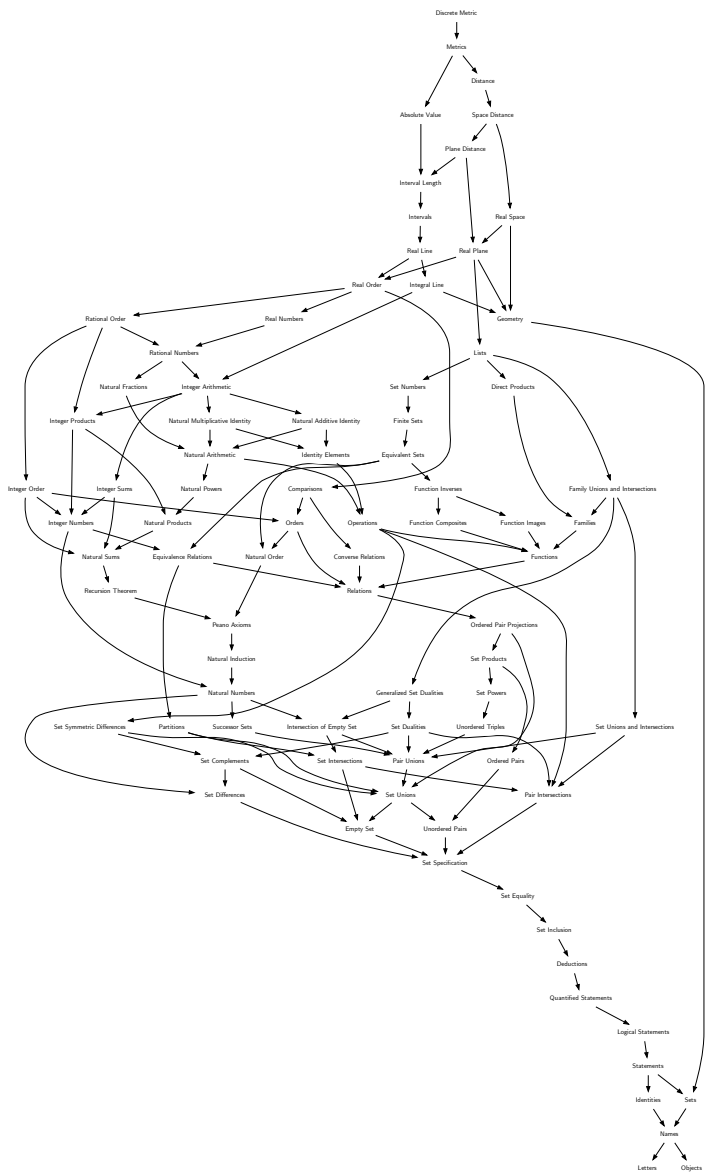 Discrete Metric
Metrics
Distance
Absolute Value
Space Distance
Plane Distance
Interval Length
Intervals
Real Space
Real Line
Real Plane
Real Order
Integral Line
Rational Order
Real Numbers
Geometry
Rational Numbers
Lists
Natural Fractions
Integer Arithmetic
Set Numbers
Direct Products
Integer Products
Natural Multiplicative Identity
Natural Additive Identity
Finite Sets
Natural Arithmetic
Identity Elements
Equivalent Sets
Integer Order
Integer Sums
Natural Powers
Comparisons
Function Inverses
Family Unions and Intersections
Integer Numbers
Natural Products
Orders
Operations
Function Composites
Function Images
Families
Natural Sums
Equivalence Relations
Natural Order
Converse Relations
Functions
Recursion Theorem
Relations
Peano Axioms
Ordered Pair Projections
Natural Induction
Set Products
Natural Numbers
Generalized Set Dualities
Set Powers
Set Symmetric Differences
Partitions
Successor Sets
Intersection of Empty Set
Set Dualities
Unordered Triples
Set Unions and Intersections
Set Complements
Set Intersections
Pair Unions
Ordered Pairs
Set Differences
Set Unions
Pair Intersections
Empty Set
Unordered Pairs
Set Specification
Set Equality
Set Inclusion
Deductions
Quantified Statements
Logical Statements
Statements
Identities
Sets
Names
Letters
Objects